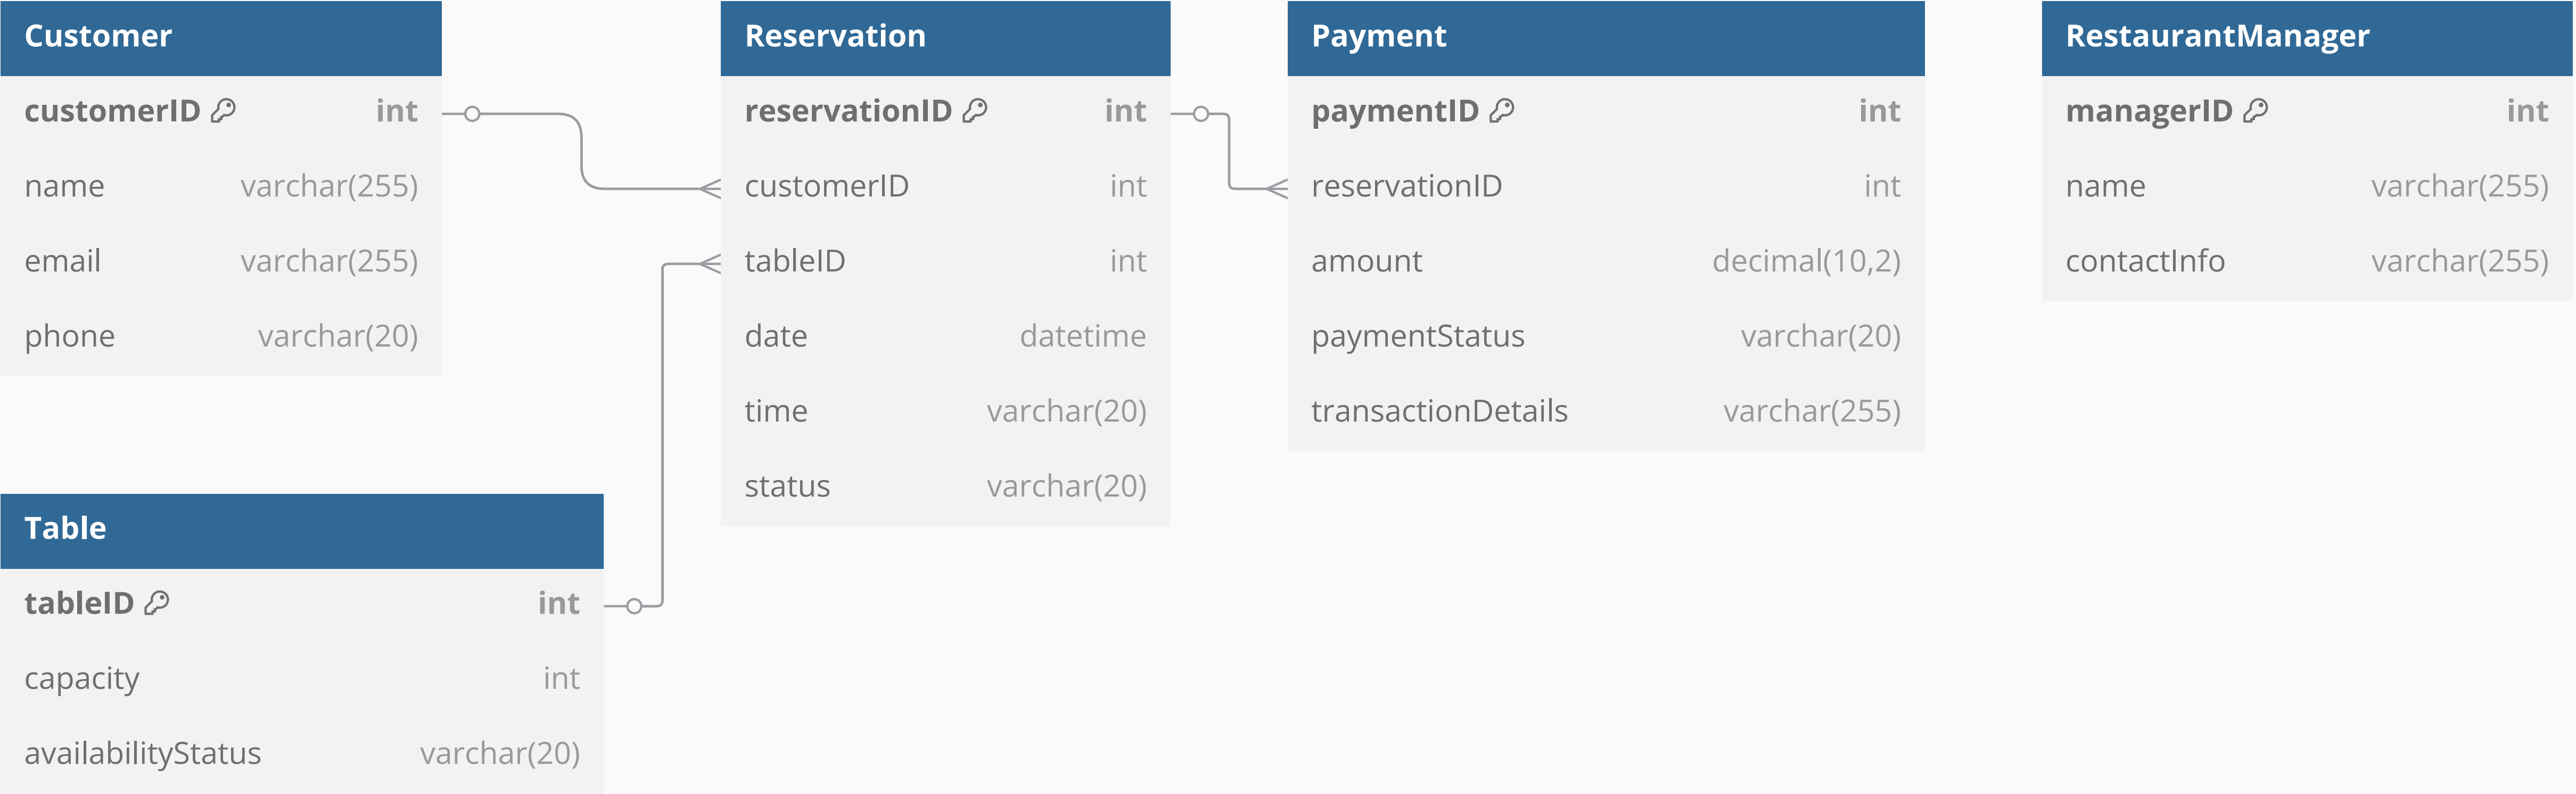 Customer
customerID int
name varchar(255)
email varchar(255)
phone varchar(20)
Table
tableID int
capacity int
availabilityStatus varchar(20)
Reservation
reservationID int
customerID int
tableID int
date datetime
time varchar(20)
status varchar(20)
Payment
paymentID int
reservationID int
amount decimal(10,2)
paymentStatus varchar(20)
transactionDetails varchar(255)
RestaurantManager
managerID int
name varchar(255)
contactInfo varchar(255)